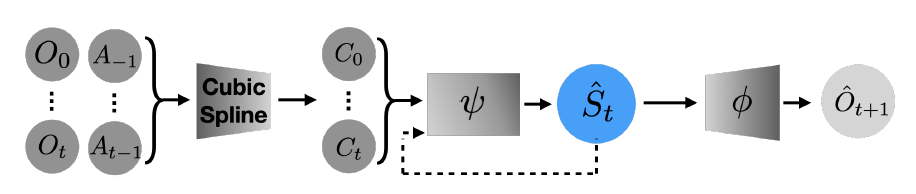 O_0 A_{-1} Cubic Spline C_0 ψ Ŝ_t φ Ô_{t+1}
⋮ ⋮ ⋮
O_t A_{t-1} C_t